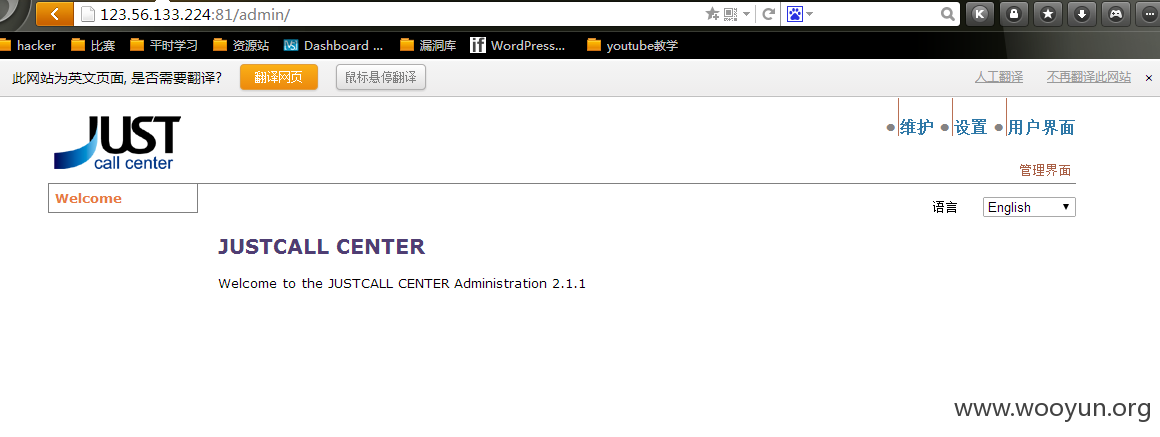 123.56.133.224:81/admin/
hacker 比赛 平时学习 资源站 Dashboard ... 漏洞库 WordPress... youtube教学
此网站为英文页面, 是否需要翻译? 翻译网页 鼠标悬停翻译 人工翻译 不再翻译此网站 ×
JUST
call center
维护 设置 用户界面
管理界面
Welcome
语言 English
JUSTCALL CENTER
Welcome to the JUSTCALL CENTER Administration 2.1.1
www.wooyun.org